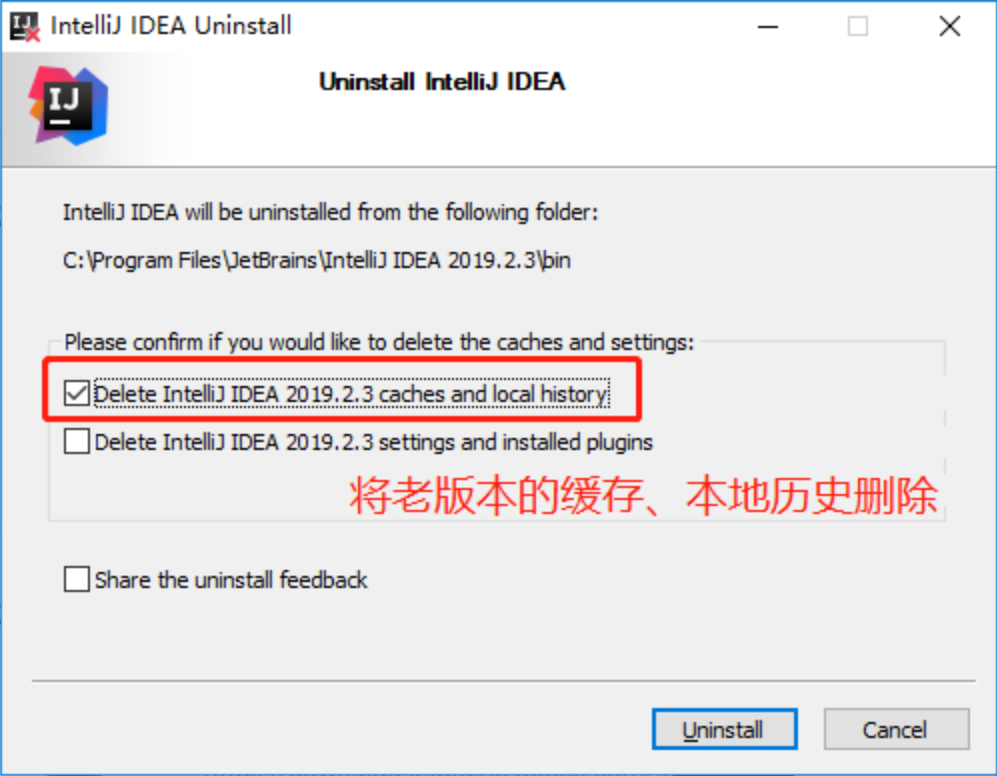 IntelliJ IDEA Uninstall
Uninstall IntelliJ IDEA
IJ
IntelliJ IDEA will be uninstalled from the following folder:
C:\Program Files\JetBrains\IntelliJ IDEA 2019.2.3\bin
Please confirm if you would like to delete the caches and settings:
Delete IntelliJ IDEA 2019.2.3 caches and local history
Delete IntelliJ IDEA 2019.2.3 settings and installed plugins
将老版本的缓存、本地历史删除
Share the uninstall feedback
Uninstall
Cancel